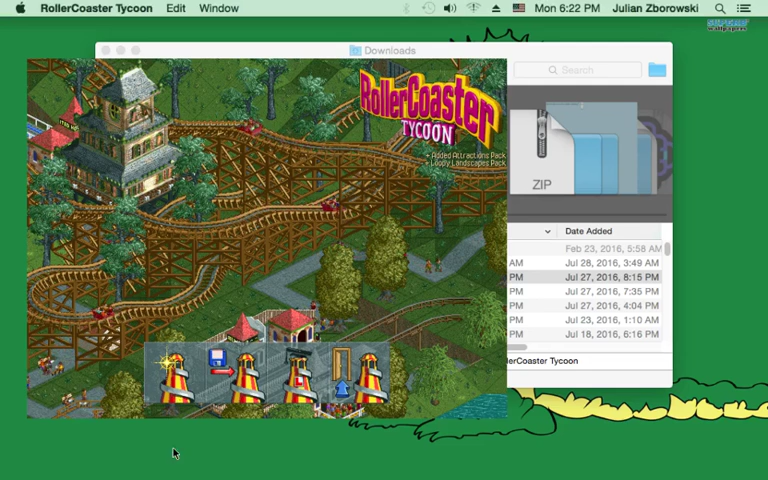 RollerCoaster Tycoon Edit Window Mon 6:22 PM Julian Zborowski
Downloads
Search
RollerCoaster
TYCOON
+ Added Attractions Pack
+ Loopy Landscapes Pack
ZIP
Date Added
Feb 23, 2016, 5:58 AM
AM Jul 28, 2016, 3:49 AM
PM Jul 27, 2016, 8:15 PM
PM Jul 27, 2016, 7:35 PM
PM Jul 27, 2016, 4:04 PM
PM Jul 23, 2016, 1:10 AM
PM Jul 18, 2016, 6:16 PM
lerCoaster Tycoon